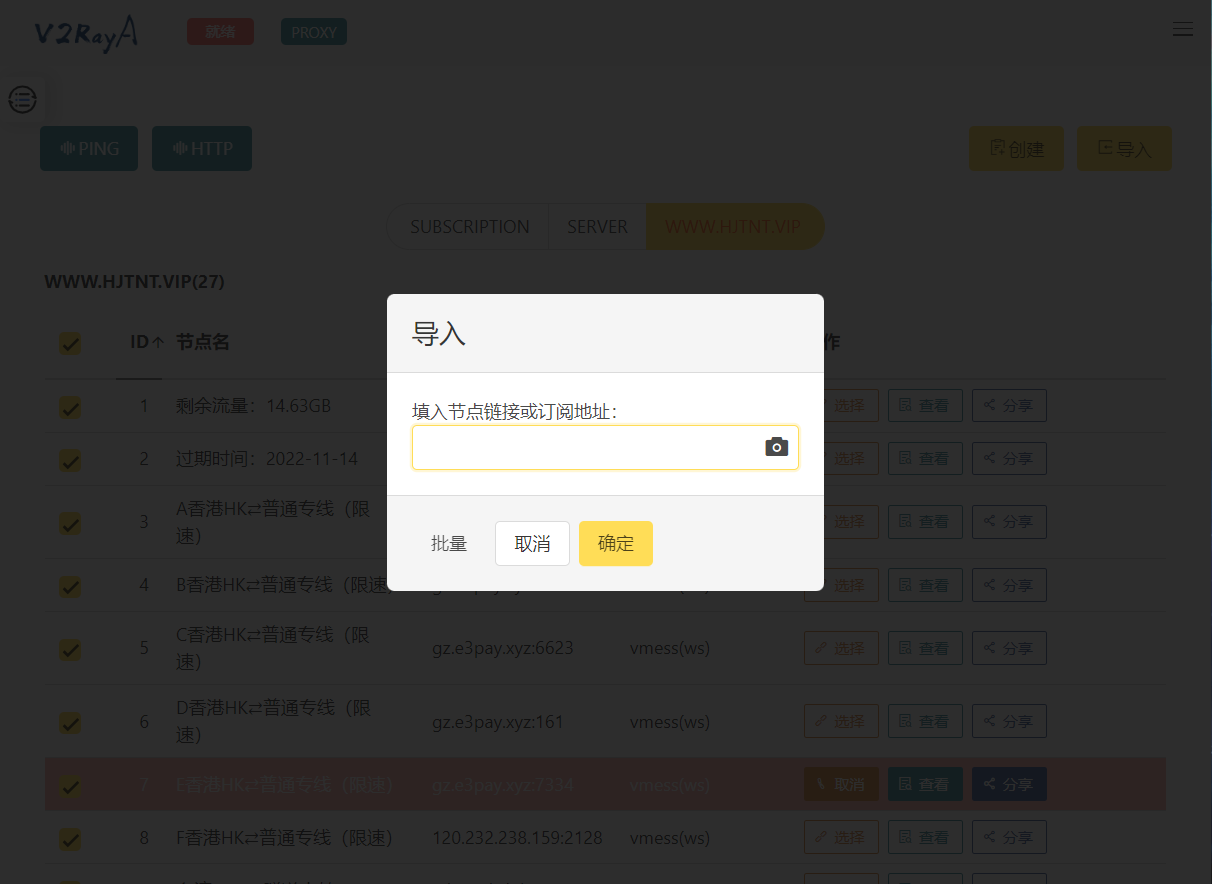 V2RayA 就绪 PROXY
PING HTTP 创建 导入
SUBSCRIPTION SERVER WWW.HJTNT.VIP
WWW.HJTNT.VIP(27)
导入
ID 节点名 作
填入节点链接或订阅地址：
1 剩余流量：14.63GB 选择 查看 分享
2 过期时间：2022-11-14 选择 查看 分享
3 A香港HK⇄普通专线（限
速） 选择 查看 分享
批量 取消 确定
4 B香港HK⇄普通专线（限速 选择 查看 分享
5 C香港HK⇄普通专线（限
速） gz.e3pay.xyz:6623 vmess(ws) 选择 查看 分享
6 D香港HK⇄普通专线（限
速） gz.e3pay.xyz:161 vmess(ws) 选择 查看 分享
7 E香港HK⇄普通专线（限速） gz.e3pay.xyz:7334 vmess(ws) 取消 查看 分享
8 F香港HK⇄普通专线（限速） 120.232.238.159:2128 vmess(ws) 选择 查看 分享